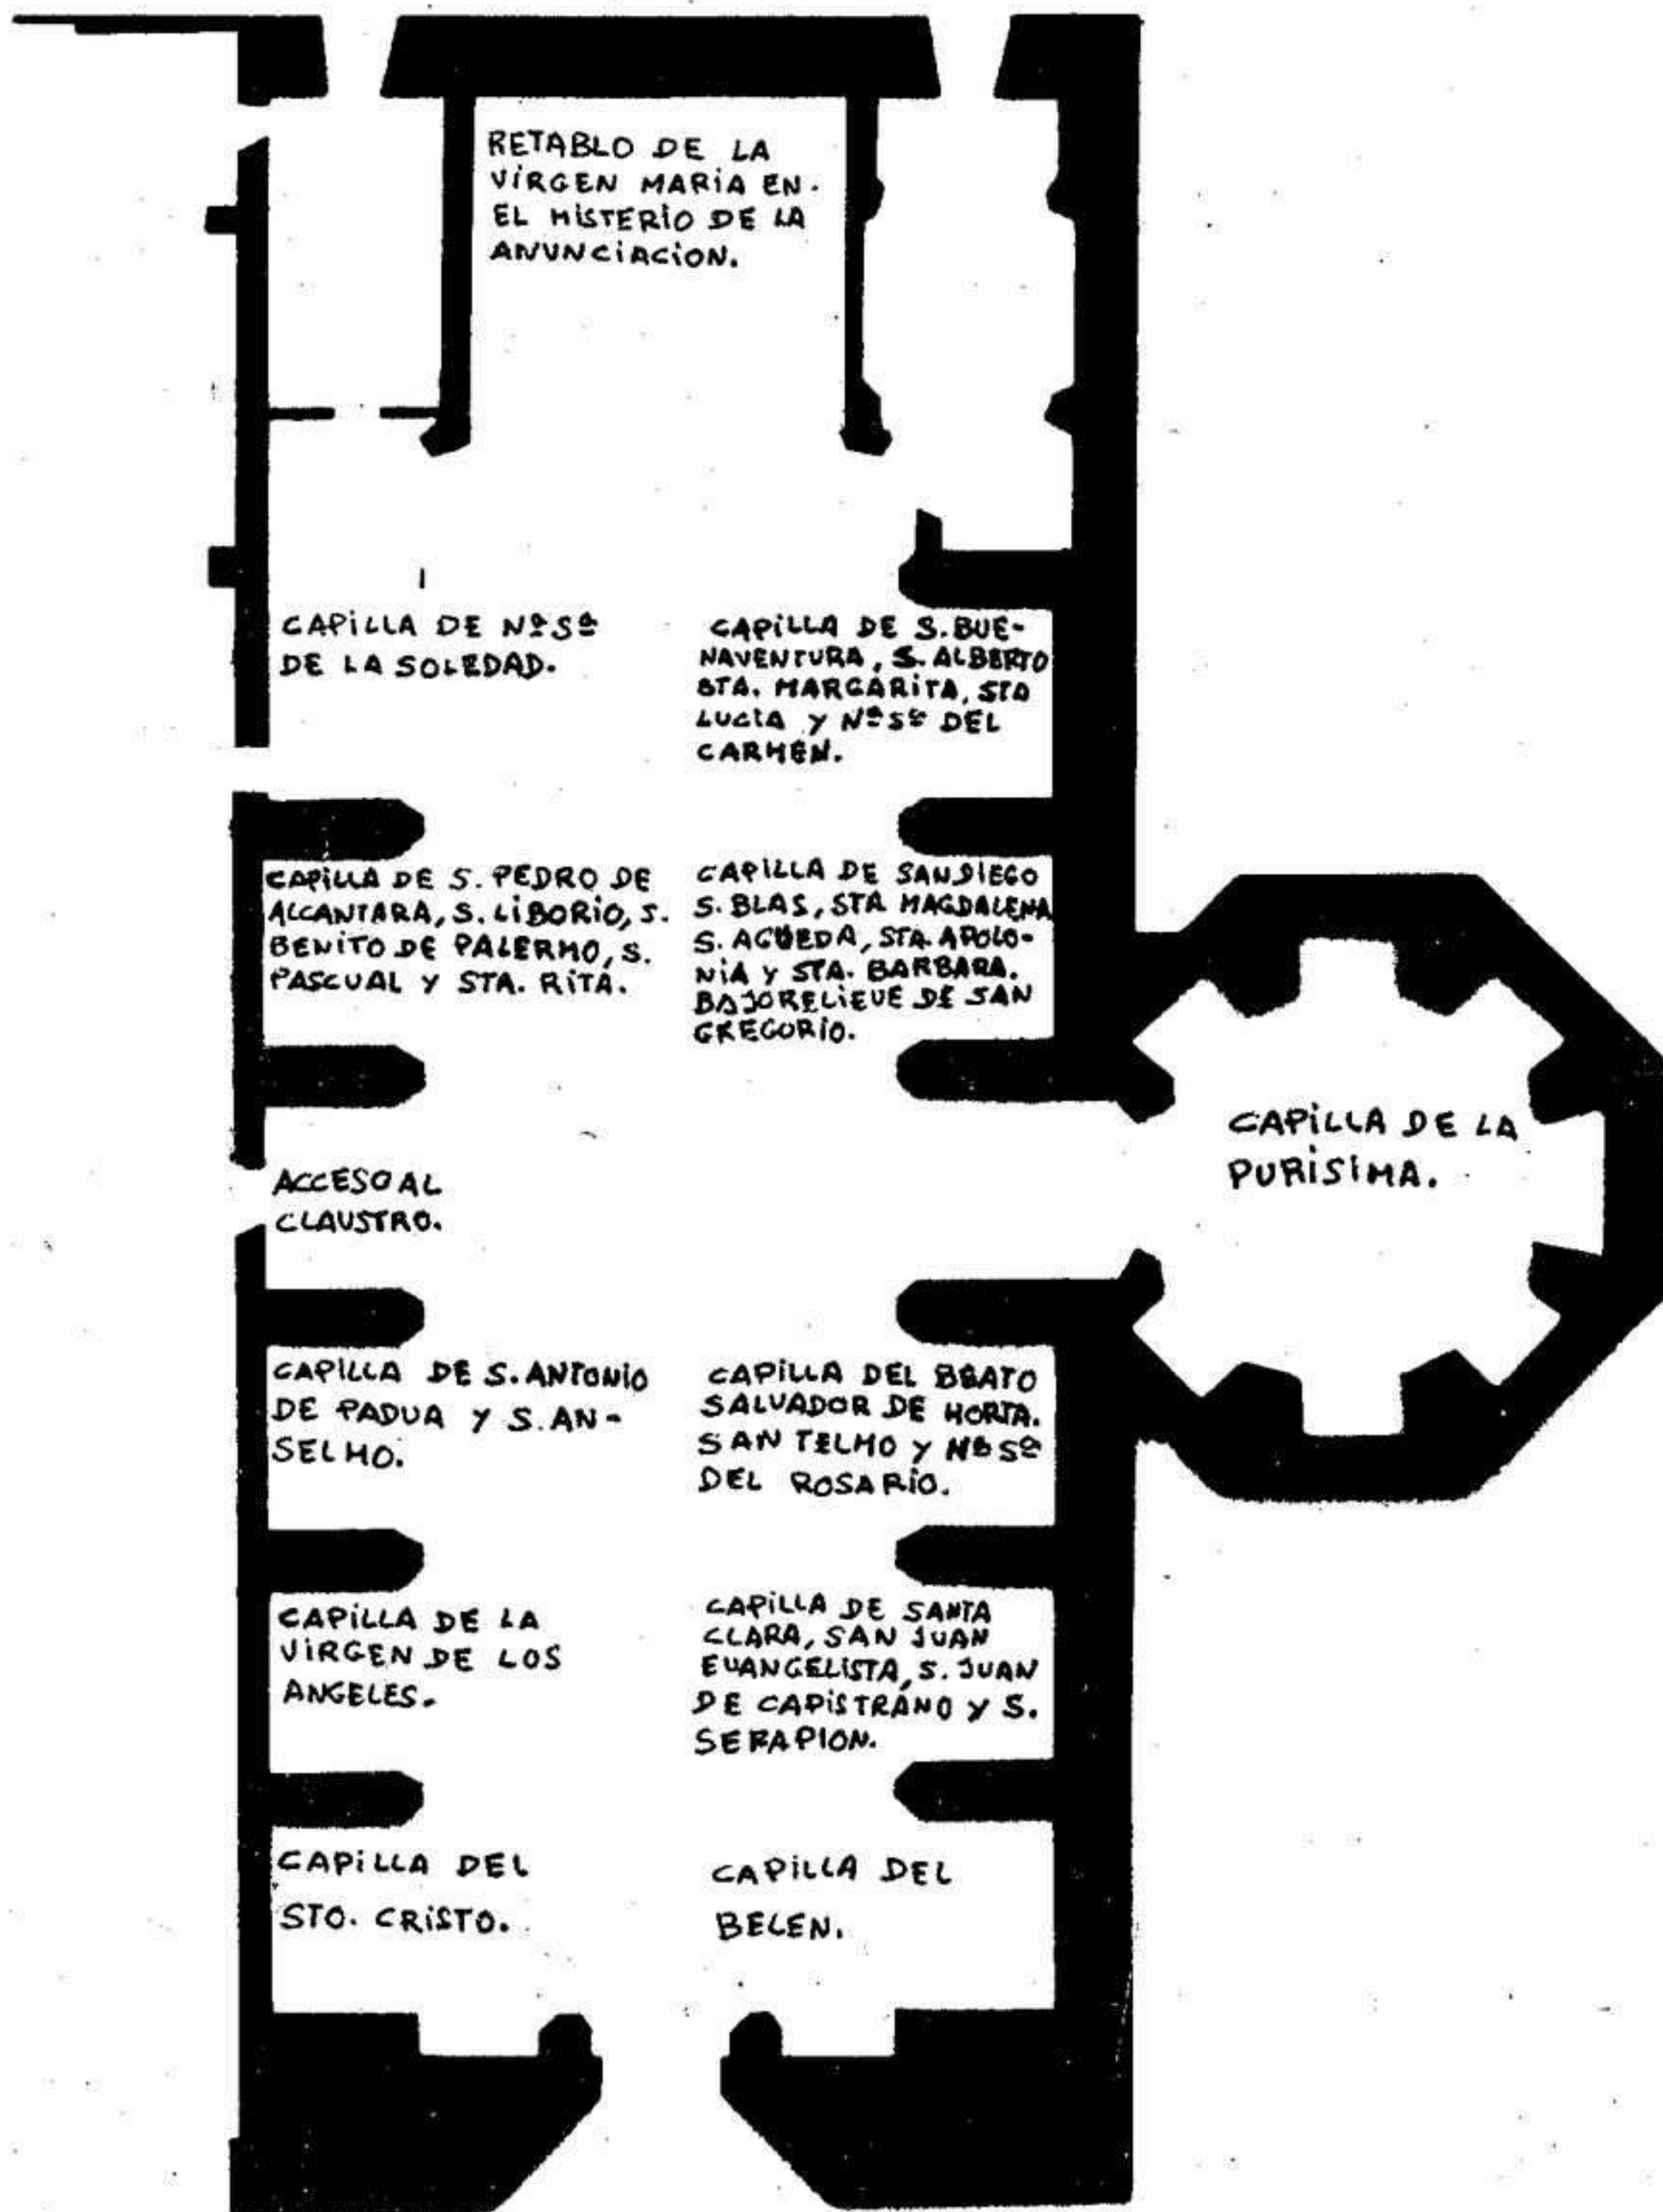 RETABLO DE LA
VIRGEN MARIA EN
EL MISTERIO DE LA
ANUNCIACION.
CAPILLA DE Nª Sª
DE LA SOLEDAD.
CAPILLA DE S. BUE-
NAVENTURA, S. ALBERTO
STA. MARGARITA, STA
LUCIA Y Nª Sª DEL
CARMEN.
CAPILLA DE S. PEDRO DE
ALCANTARA, S. LIBORIO, S.
BENITO DE PALERMO, S.
PASCUAL Y STA. RITA.
CAPILLA DE SAN DIEGO
S. BLAS, STA MAGDALENA
S. AGUEDA, STA. APOLO-
NIA Y STA. BARBARA.
BAJORELIEVE DE SAN
GREGORIO.
ACCESO AL
CLAUSTRO.
CAPILLA DE LA
PURISIMA.
CAPILLA DE S. ANTONIO
DE PADUA Y S. AN-
SELMO.
CAPILLA DEL BEATO
SALVADOR DE HORTA.
SAN TELMO Y Nª Sª
DEL ROSARIO.
CAPILLA DE LA
VIRGEN DE LOS
ANGELES.
CAPILLA DE SANTA
CLARA, SAN JUAN
EVANGELISTA, S. JUAN
DE CAPISTRANO Y S.
SERAPION.
CAPILLA DEL
STO. CRISTO.
CAPILLA DEL
BELEN.